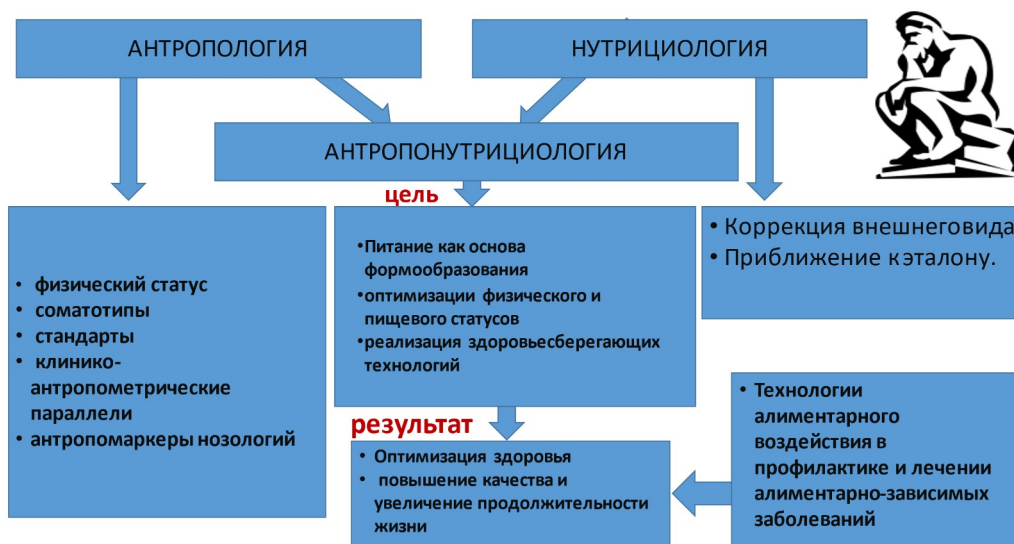 АНТРОПОЛОГИЯ
НУТРИЦИОЛОГИЯ
АНТРОПОНУТРИЦИОЛОГИЯ
цель
• физический статус
• соматотипы
• стандарты
• клинико-
антропометрические
параллели
• антропомаркеры нозологий
•Питание как основа
формообразования
•оптимизации физического и
пищевого статусов
•реализация здоровьесберегающих
технологий
• Коррекция внешнеговида
• Приближение к эталону.
результат
• Оптимизация здоровья
• повышение качества и
увеличение продолжительности
жизни
• Технологии
алиментарного
воздействия в
профилактике и лечении
алиментарно-зависимых
заболеваний